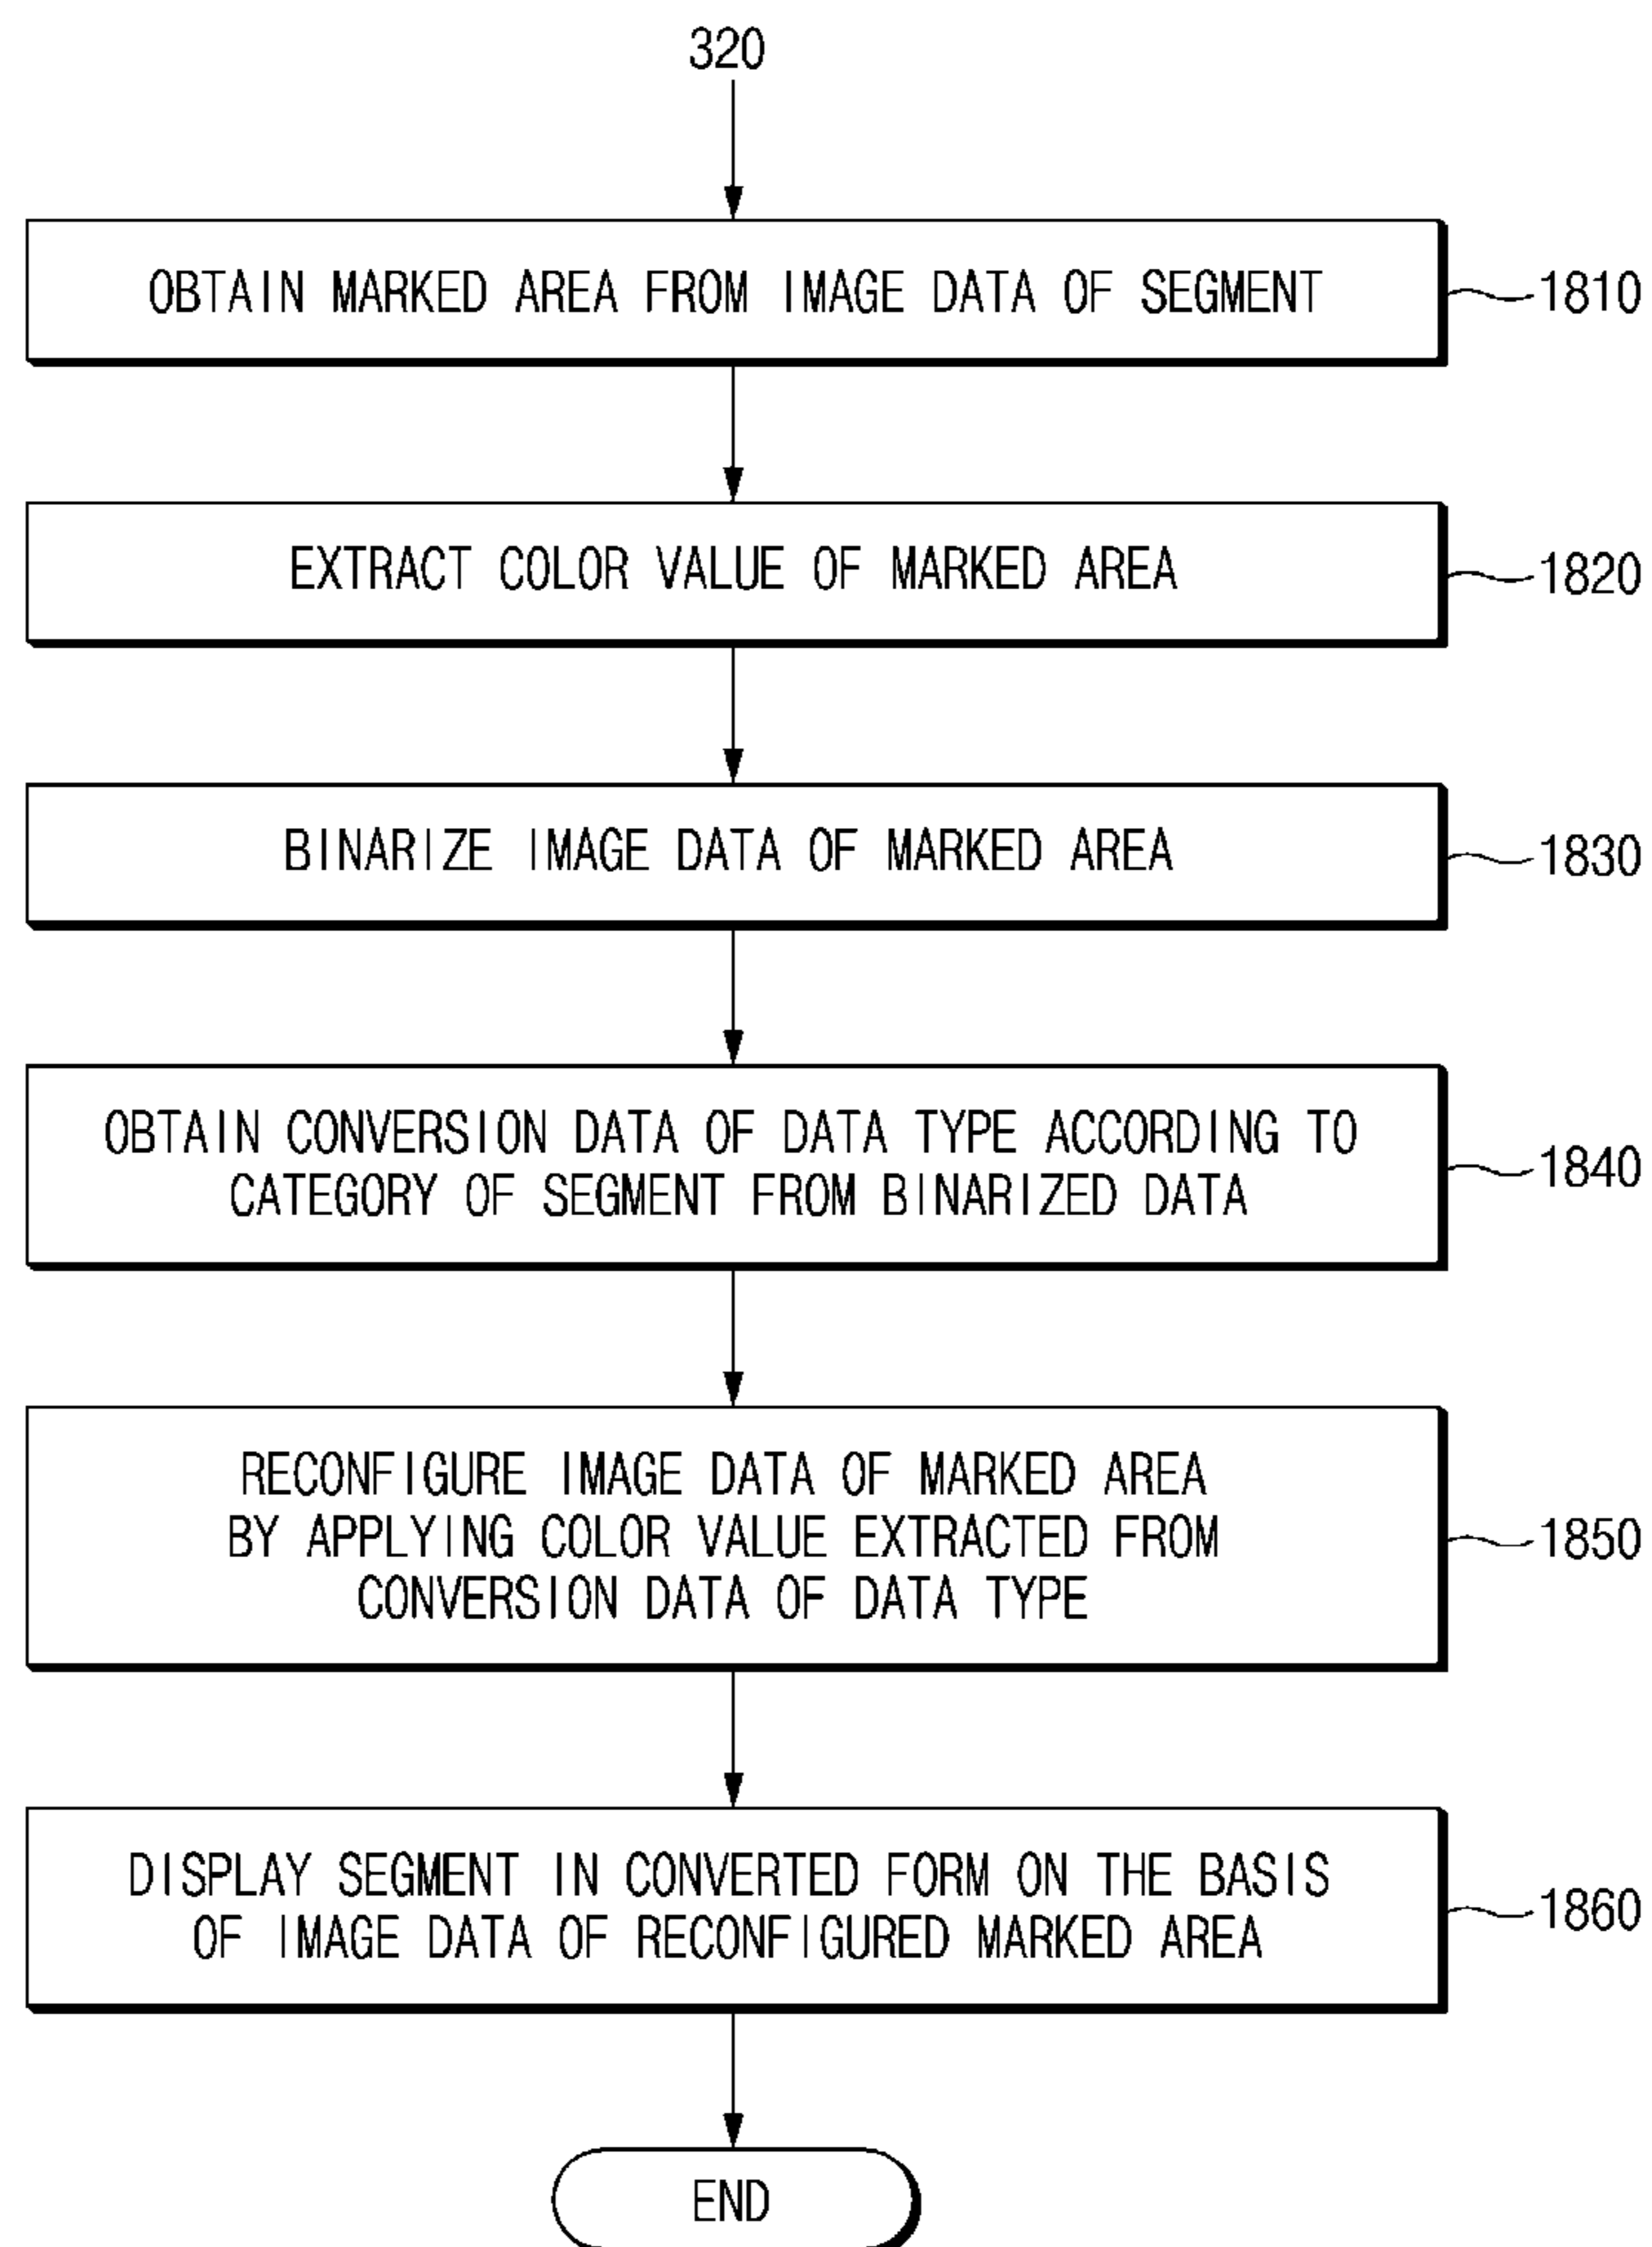 320
OBTAIN MARKED AREA FROM IMAGE DATA OF SEGMENT
1810
EXTRACT COLOR VALUE OF MARKED AREA
1820
BINARIZE IMAGE DATA OF MARKED AREA
1830
OBTAIN CONVERSION DATA OF DATA TYPE ACCORDING TO
CATEGORY OF SEGMENT FROM BINARIZED DATA
1840
RECONFIGURE IMAGE DATA OF MARKED AREA
BY APPLYING COLOR VALUE EXTRACTED FROM
CONVERSION DATA OF DATA TYPE
1850
DISPLAY SEGMENT IN CONVERTED FORM ON THE BASIS
OF IMAGE DATA OF RECONFIGURED MARKED AREA
1860
END